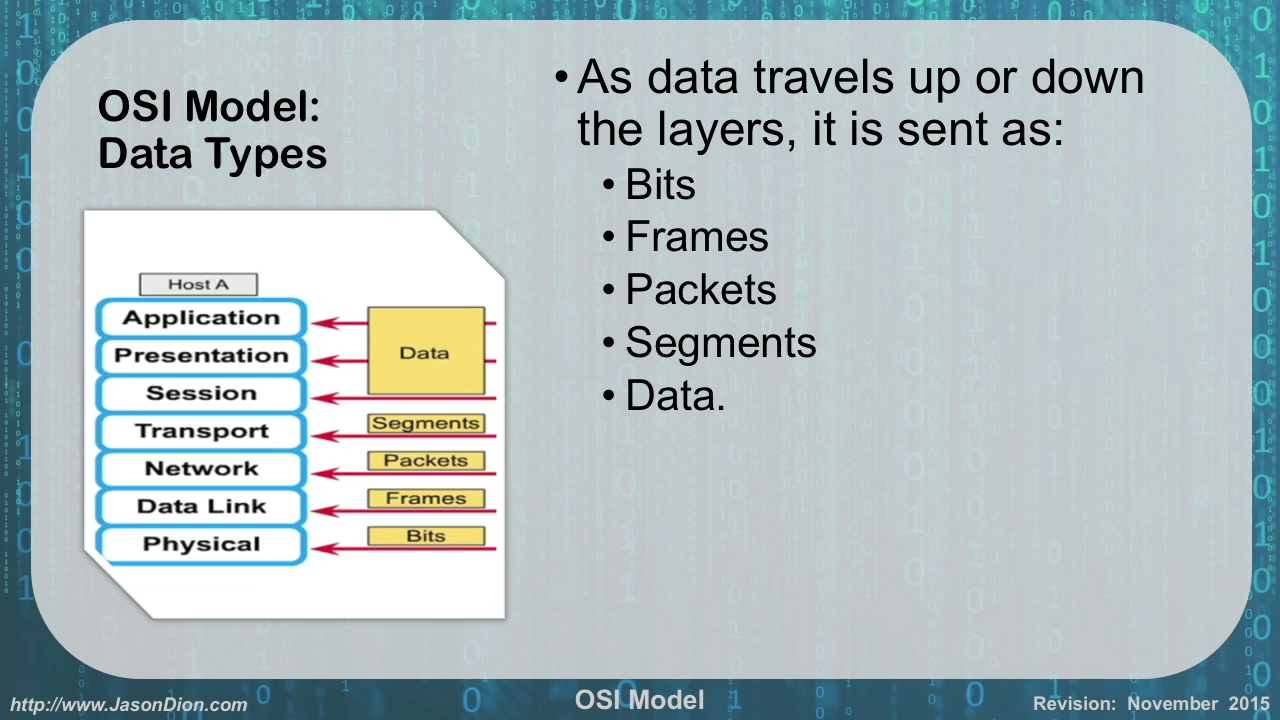 OSI Model:
Data Types
Host A
Application
Presentation
Session
Transport
Network
Data Link
Physical
Data
Segments
Packets
Frames
Bits
• As data travels up or down
the layers, it is sent as:
• Bits
• Frames
• Packets
• Segments
• Data.
http://www.JasonDion.com
OSI Model
Revision: November 2015